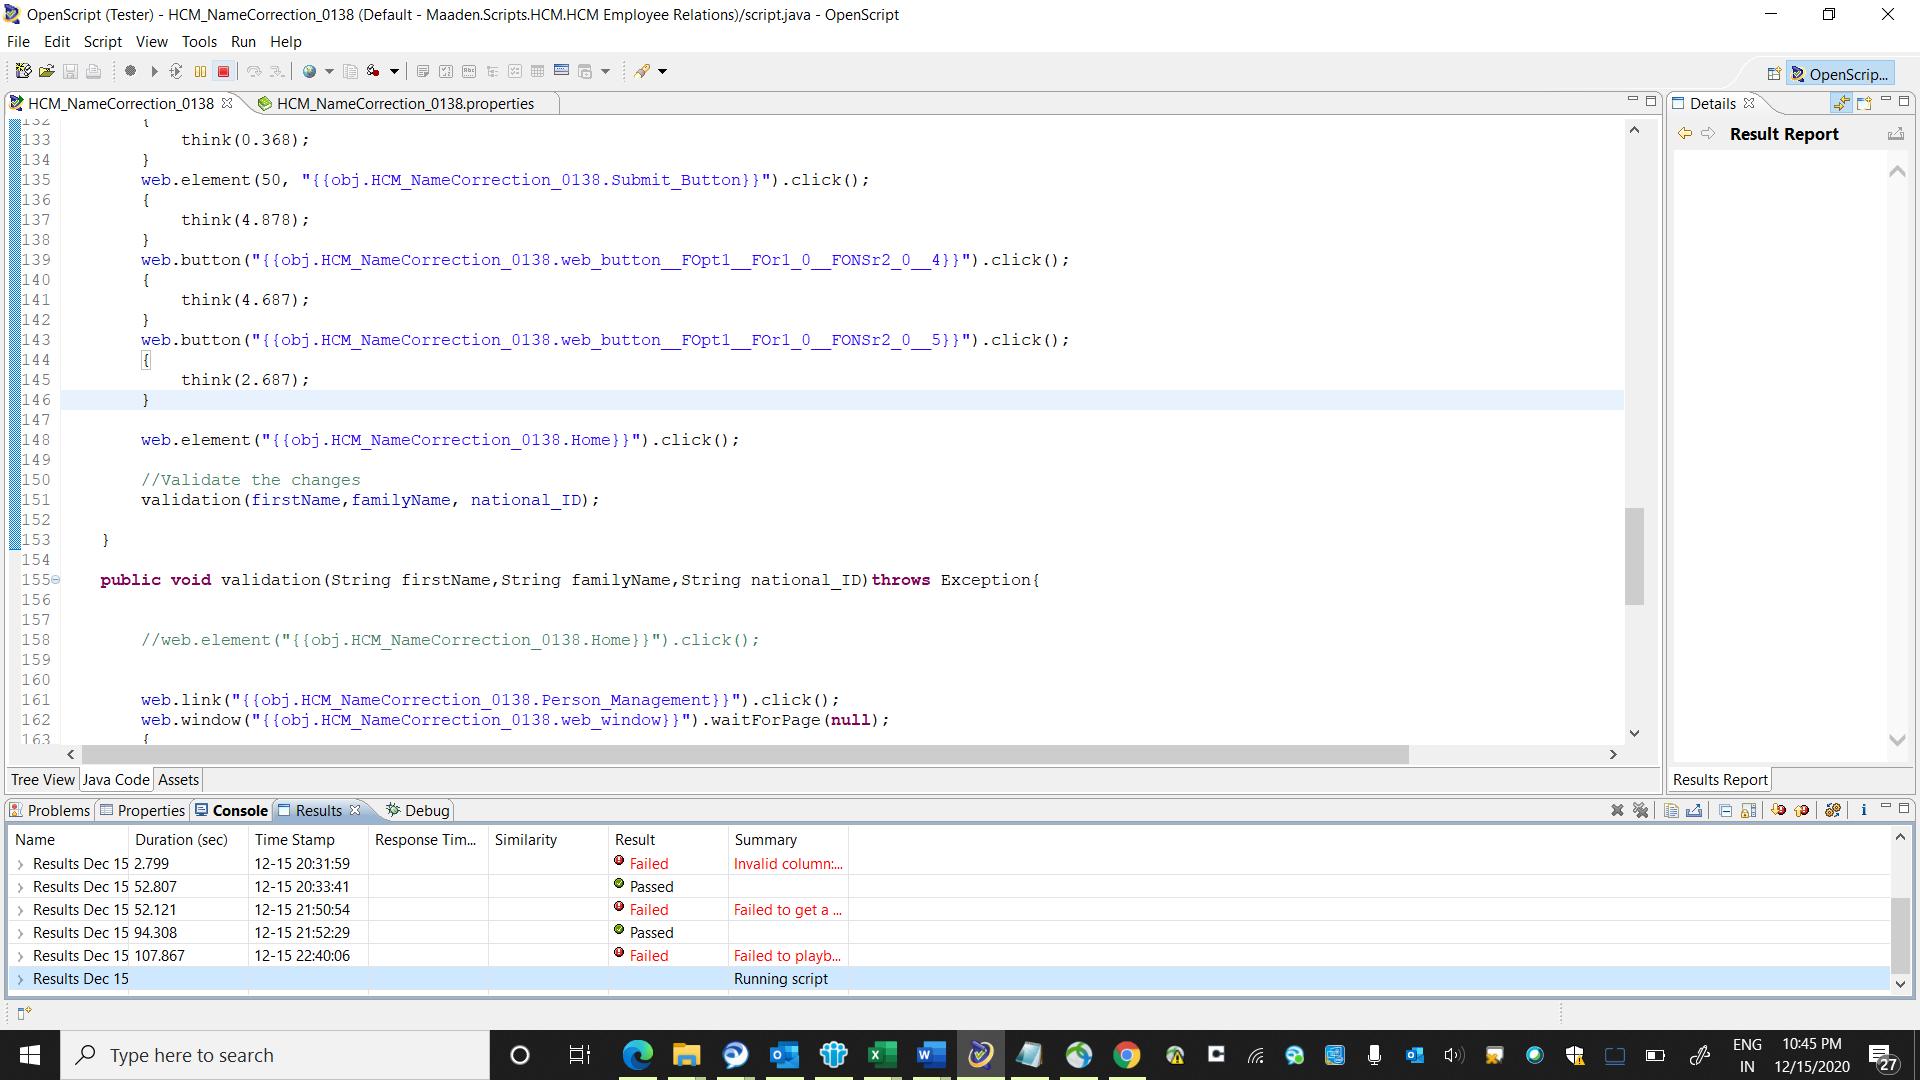 OpenScript (Tester) - HCM_NameCorrection_0138 (Default - Maaden.Scripts.HCM.HCM Employee Relations)/script.java - OpenScript
File Edit Script View Tools Run Help
OpenScrip...
HCM_NameCorrection_0138
HCM_NameCorrection_0138.properties
Details
Result Report
132 {
133 think(0.368);
134 }
135 web.element(50, "{{obj.HCM_NameCorrection_0138.Submit_Button}}").click();
136 {
137 think(4.878);
138 }
139 web.button("{{obj.HCM_NameCorrection_0138.web_button__FOpt1__FOr1_0__FONSr2_0__4}}").click();
140 {
141 think(4.687);
142 }
143 web.button("{{obj.HCM_NameCorrection_0138.web_button__FOpt1__FOr1_0__FONSr2_0__5}}").click();
144 {
145 think(2.687);
146 }
147
148 web.element("{{obj.HCM_NameCorrection_0138.Home}}").click();
149
150 //Validate the changes
151 validation(firstName,familyName, national_ID);
152
153 }
154
155 public void validation(String firstName,String familyName,String national_ID)throws Exception{
156
157
158 //web.element("{{obj.HCM_NameCorrection_0138.Home}}").click();
159
160
161 web.link("{{obj.HCM_NameCorrection_0138.Person_Management}}").click();
162 web.window("{{obj.HCM_NameCorrection_0138.web_window}}").waitForPage(null);
163 {
Tree View Java Code Assets
Results Report
Problems Properties Console Results Debug
Name Duration (sec) Time Stamp Response Tim... Similarity Result Summary
Results Dec 15 2.799 12-15 20:31:59 Failed Invalid column:...
Results Dec 15 52.807 12-15 20:33:41 Passed
Results Dec 15 52.121 12-15 21:50:54 Failed Failed to get a ...
Results Dec 15 94.308 12-15 21:52:29 Passed
Results Dec 15 107.867 12-15 22:40:06 Failed Failed to playb...
Results Dec 15 Running script
Type here to search
ENG
IN
10:45 PM
12/15/2020
27